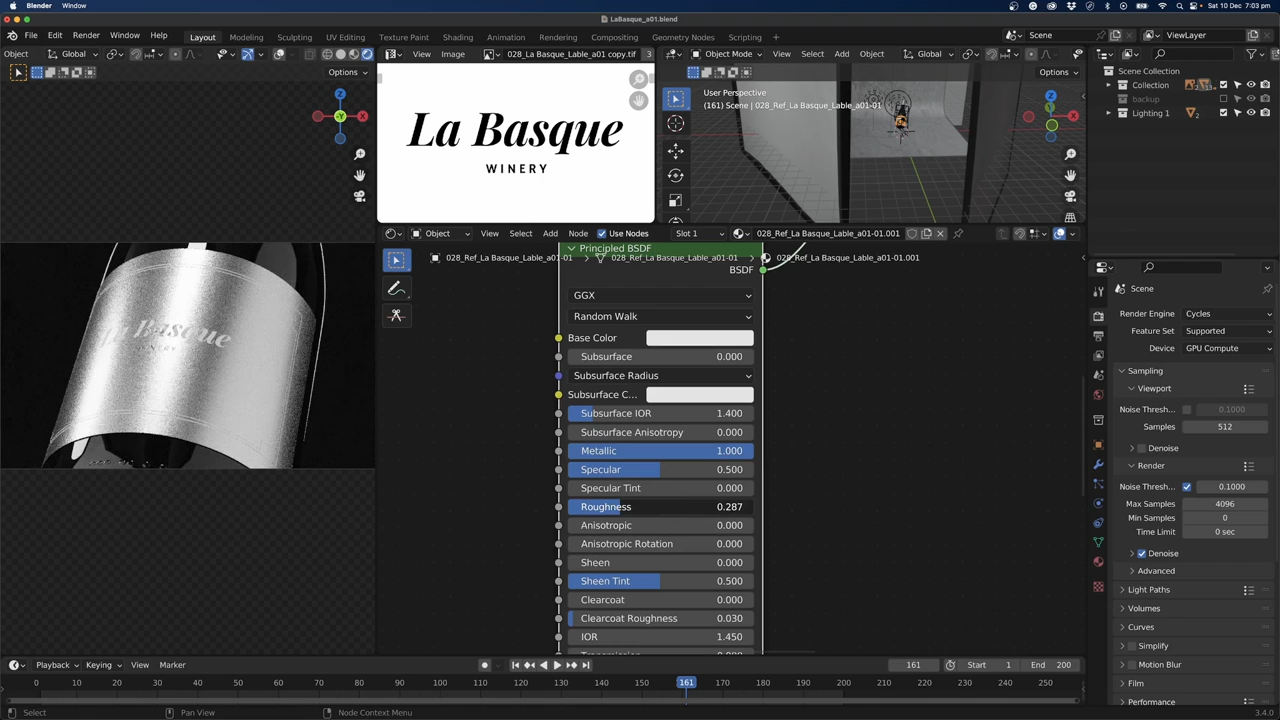 Blender Window Sat 10 Dec 7:03 pm
LaBasque_a01.blend
File Edit Render Window Help Layout Modeling Sculpting UV Editing Texture Paint Shading Animation Rendering Compositing Geometry Nodes Scripting Scene ViewLayer
Object Global View Image 028_La Basque_Lable_a01 copy.tif 3 Object Mode View Select Add Object Global
Options Options
Scene Collection
Collection
backup
Lighting 1
User Perspective
(161) Scene | 028_Ref_La Basque_Lable_a01-01
Z
X
-Y
Z
Y
X
La Basque
WINERY
La Basque
WINERY
Object View Select Add Node Use Nodes Slot 1 028_Ref_La Basque_Lable_a01-01.001
028_Ref_La Basque_Lable_a01-01 028_Ref_La Basque_Lable_a01-01 028_Ref_La Basque_Lable_a01-01.001
Principled BSDF
BSDF
GGX
Random Walk
Base Color
Subsurface 0.000
Subsurface Radius
Subsurface C...
Subsurface IOR 1.400
Subsurface Anisotropy 0.000
Metallic 1.000
Specular 0.500
Specular Tint 0.000
Roughness 0.287
Anisotropic 0.000
Anisotropic Rotation 0.000
Sheen 0.000
Sheen Tint 0.500
Clearcoat 0.000
Clearcoat Roughness 0.030
IOR 1.450
Scene
Render Engine Cycles
Feature Set Supported
Device GPU Compute
Sampling
Viewport
Noise Thresh... 0.1000
Samples 512
Denoise
Render
Noise Thresh... 0.1000
Max Samples 4096
Min Samples 0
Time Limit 0 sec
Denoise
Advanced
Light Paths
Volumes
Curves
Simplify
Motion Blur
Film
Performance
Playback Keying View Marker 161 Start 1 End 200
0 10 20 30 40 50 60 70 80 90 100 110 120 130 140 150 161 170 180 190 200 210 220 230 240 250
Select Pan View Node Context Menu 3.4.0